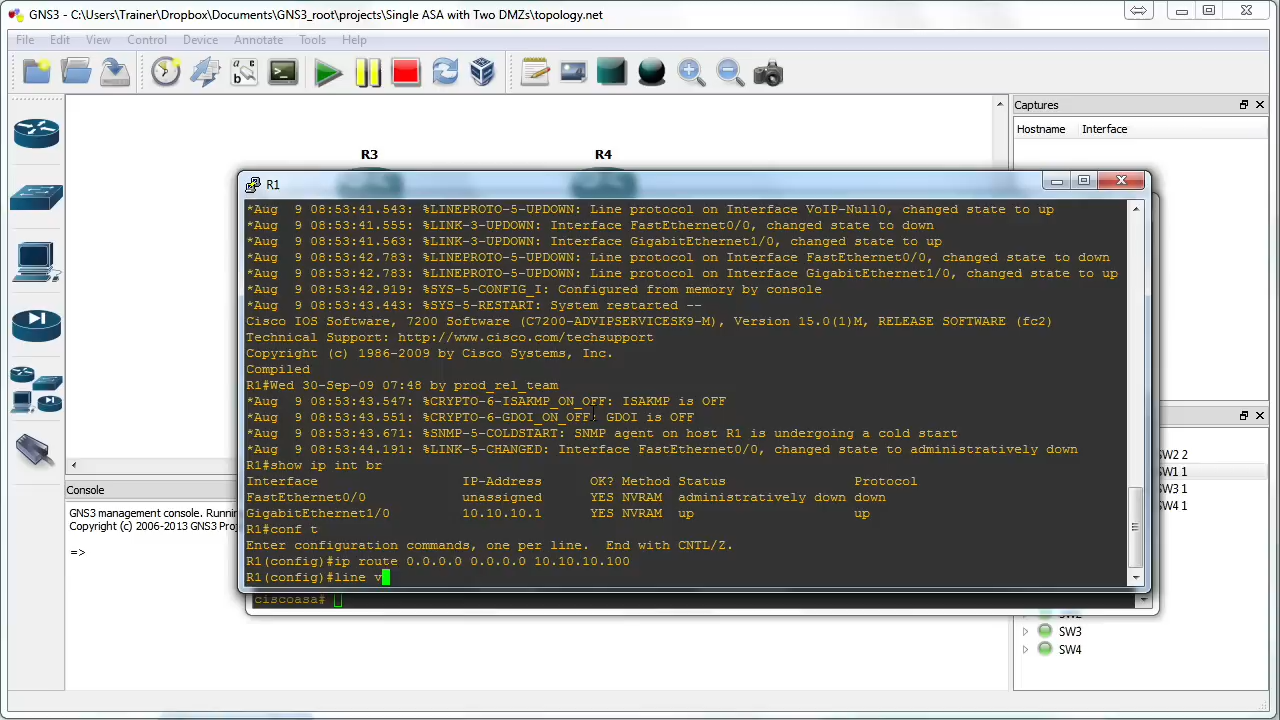 GNS3 - C:\Users\Trainer\Dropbox\Documents\GNS3_root\projects\Single ASA with Two DMZs\topology.net
File Edit View Control Device Annotate Tools Help
Captures
Hostname Interface
R3 R4
R1
*Aug  9 08:53:41.543: %LINEPROTO-5-UPDOWN: Line protocol on Interface VoIP-Null0, changed state to up
*Aug  9 08:53:41.555: %LINK-3-UPDOWN: Interface FastEthernet0/0, changed state to down
*Aug  9 08:53:41.563: %LINK-3-UPDOWN: Interface GigabitEthernet1/0, changed state to up
*Aug  9 08:53:42.783: %LINEPROTO-5-UPDOWN: Line protocol on Interface FastEthernet0/0, changed state to down
*Aug  9 08:53:42.783: %LINEPROTO-5-UPDOWN: Line protocol on Interface GigabitEthernet1/0, changed state to up
*Aug  9 08:53:42.919: %SYS-5-CONFIG_I: Configured from memory by console
*Aug  9 08:53:43.443: %SYS-5-RESTART: System restarted --
Cisco IOS Software, 7200 Software (C7200-ADVIPSERVICESK9-M), Version 15.0(1)M, RELEASE SOFTWARE (fc2)
Technical Support: http://www.cisco.com/techsupport
Copyright (c) 1986-2009 by Cisco Systems, Inc.
Compiled
R1#Wed 30-Sep-09 07:48 by prod_rel_team
*Aug  9 08:53:43.547: %CRYPTO-6-ISAKMP_ON_OFF: ISAKMP is OFF
*Aug  9 08:53:43.551: %CRYPTO-6-GDOI_ON_OFF: GDOI is OFF
*Aug  9 08:53:43.671: %SNMP-5-COLDSTART: SNMP agent on host R1 is undergoing a cold start
*Aug  9 08:53:44.191: %LINK-5-CHANGED: Interface FastEthernet0/0, changed state to administratively down
R1#show ip int br
Interface IP-Address OK? Method Status Protocol
FastEthernet0/0 unassigned YES NVRAM administratively down down
GigabitEthernet1/0 10.10.10.1 YES NVRAM up up
R1#conf t
Enter configuration commands, one per line.  End with CNTL/Z.
R1(config)#ip route 0.0.0.0 0.0.0.0 10.10.10.100
R1(config)#line v
ciscoasa#
Console
GNS3 management console. Runnin
Copyright (c) 2006-2013 GNS3 Proj
=>
SW2 2
SW1 1
SW3 1
SW4 1
SW3
SW4